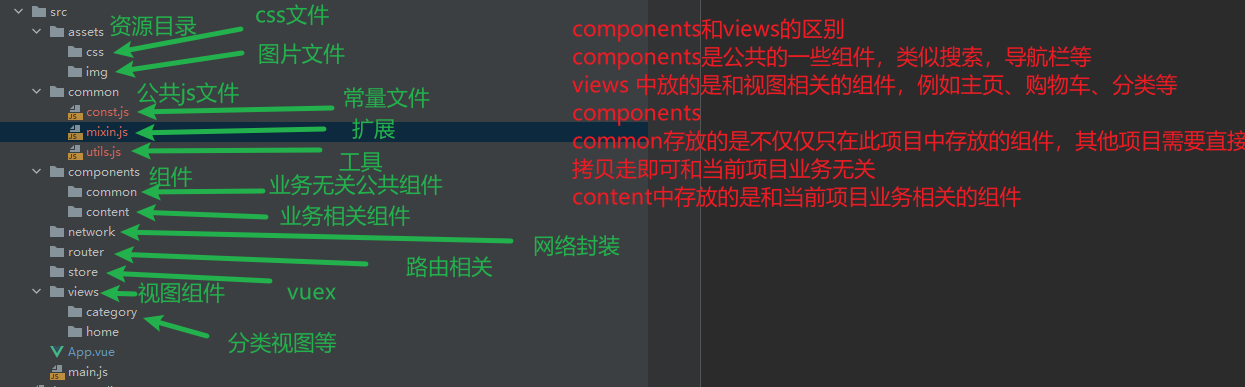 src
assets 资源目录 css文件
css
img 图片文件
common 公共js文件
const.js 常量文件
mixin.js 扩展
utils.js 工具
components 组件
common 业务无关公共组件
content 业务相关组件
network 网络封装
router 路由相关
store vuex
views 视图组件
category
home 分类视图等
App.vue
main.js
components和views的区别
components是公共的一些组件，类似搜索，导航栏等
views 中放的是和视图相关的组件，例如主页、购物车、分类等
components
common存放的是不仅仅只在此项目中存放的组件，其他项目需要直接
拷贝走即可和当前项目业务无关
content中存放的是和当前项目业务相关的组件